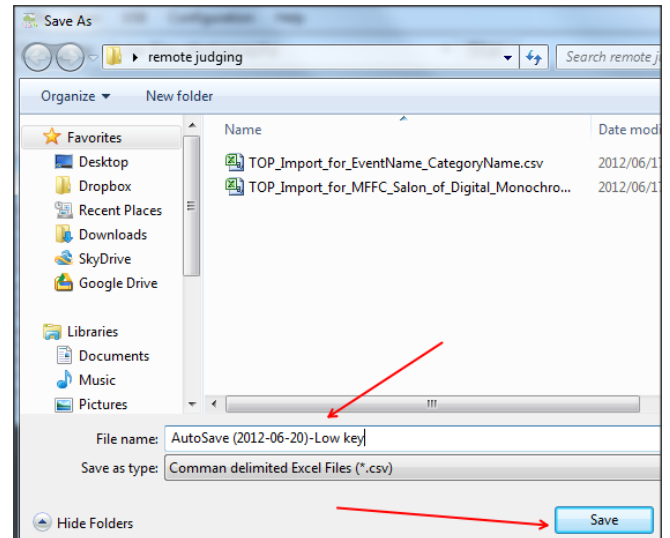 Save As
remote judging
Search remote j
Organize
New folder
Name
Date modi
Favorites
Desktop
Dropbox
Recent Places
Downloads
SkyDrive
Google Drive
Libraries
Documents
Music
Pictures
TOP_Import_for_EventName_CategoryName.csv
2012/06/17
TOP_Import_for_MFFC_Salon_of_Digital_Monochro...
2012/06/17
File name: AutoSave (2012-06-20)-Low key
Save as type: Comman delimited Excel Files (*.csv)
Hide Folders
Save